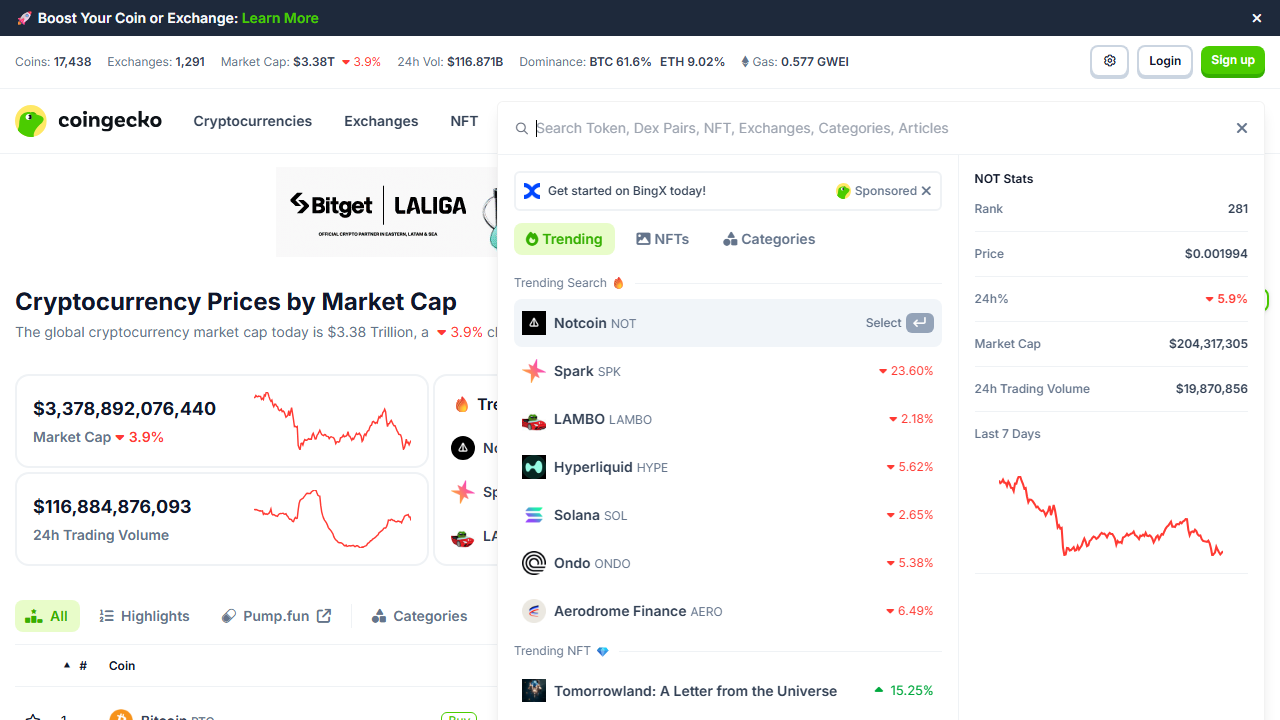 🚀 Boost Your Coin or Exchange: Learn More
Coins: 17,438 Exchanges: 1,291 Market Cap: $3.38T 3.9% 24h Vol: $116.871B Dominance: BTC 61.6% ETH 9.02% Gas: 0.577 GWEI
Login
Sign up
coingecko
Cryptocurrencies
Exchanges
NFT
Search Token, Dex Pairs, NFT, Exchanges, Categories, Articles
Bitget
LALIGA
OFFICIAL CRYPTO PARTNER IN EASTERN, LATAM & SEA
Cryptocurrency Prices by Market Cap
The global cryptocurrency market cap today is $3.38 Trillion, a 3.9%
$3,378,892,076,440
Market Cap 3.9%
$116,884,876,093
24h Trading Volume
All
Highlights
Pump.fun
Categories
# Coin
1 Bitcoin BTC Buy
Get started on BingX today!
Sponsored
Trending
NFTs
Categories
Trending Search 🔥
Notcoin NOT Select
Spark SPK 23.60%
LAMBO LAMBO 2.18%
Hyperliquid HYPE 5.62%
Solana SOL 2.65%
Ondo ONDO 5.38%
Aerodrome Finance AERO 6.49%
Trending NFT 💎
Tomorrowland: A Letter from the Universe 15.25%
NOT Stats
Rank 281
Price $0.001994
24h% 5.9%
Market Cap $204,317,305
24h Trading Volume $19,870,856
Last 7 Days